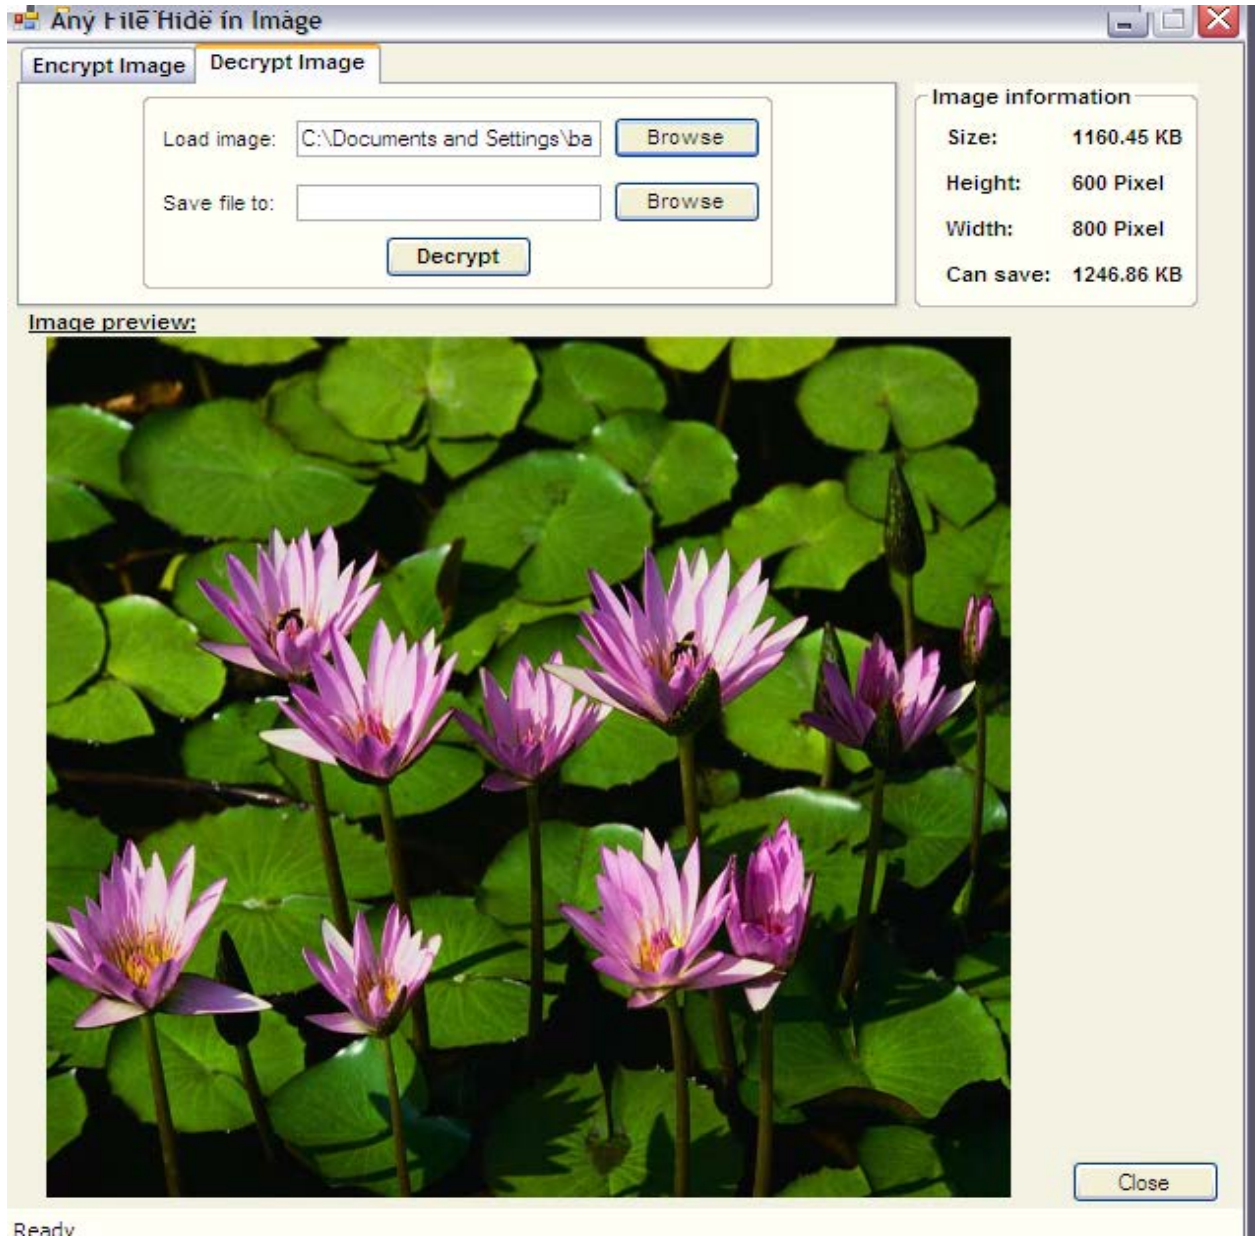 Any File Hide in Image
Encrypt Image Decrypt Image
Load image: C:\Documents and Settings\ba Browse
Save file to: Browse
Decrypt
Image information
Size: 1160.45 KB
Height: 600 Pixel
Width: 800 Pixel
Can save: 1246.86 KB
Image preview:
Close
Ready